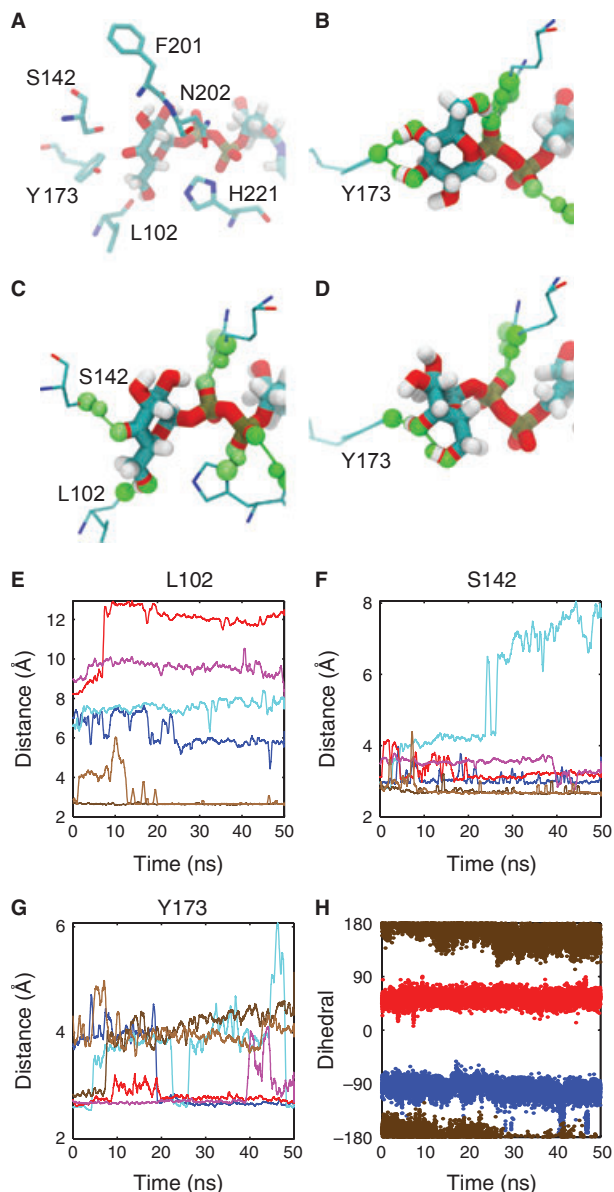 A
F201
S142
N202
Y173
H221
L102
B
Y173
C
S142
L102
D
Y173
E
L102
Distance (Å)
12
10
8
6
4
2
0 10 20 30 40 50
Time (ns)
F
S142
Distance (Å)
8
6
4
2
0 10 20 30 40 50
Time (ns)
G
Y173
Distance (Å)
6
4
2
0 10 20 30 40 50
Time (ns)
H
Dihedral
180
90
0
−90
−180
0 10 20 30 40 50
Time (ns)